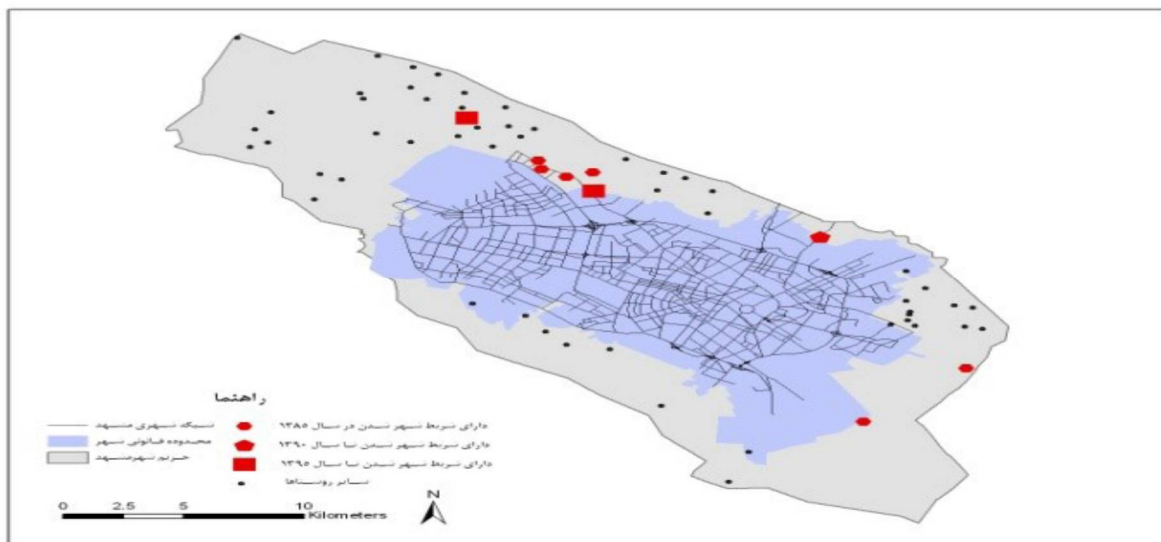 راهنما
دارای شرایط شهر شدن در سال ۱۳۸۵
دارای شرایط شهر شدن تا سال ۱۳۹۰
دارای شرایط شهر شدن تا سال ۱۳۹۵
سایر روستاها
شبکه شهری مشهد
محدوده قانونی شهر
حریم شهر مشهد
0 2.5 5 10
Kilometers
N